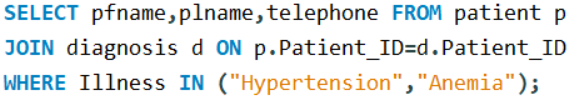 SELECT pfname,plname,telephone FROM patient p
JOIN diagnosis d ON p.Patient_ID=d.Patient_ID
WHERE Illness IN ("Hypertension","Anemia");